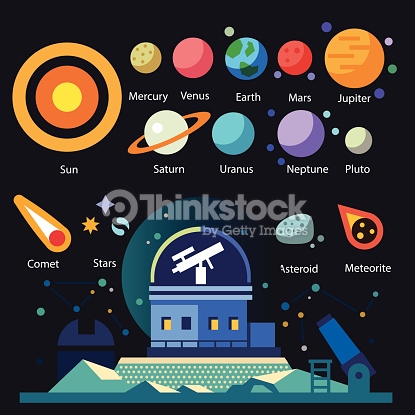 Mercury Venus Earth Mars Jupiter
Sun Saturn Uranus Neptune Pluto
Thinkstock
by Getty Images
Comet Stars Asteroid Meteorite